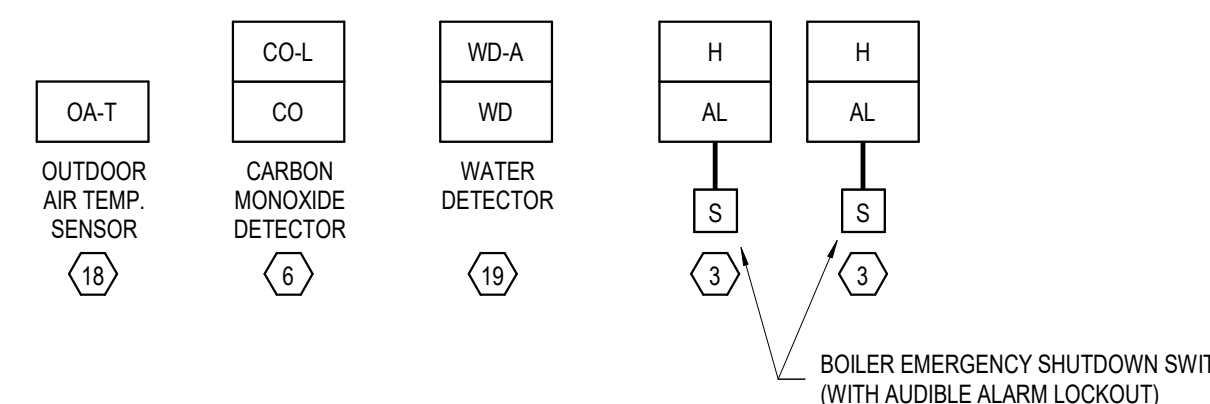 CO-L
WD-A
H
H
OA-T
CO
WD
AL
AL
OUTDOOR
AIR TEMP.
SENSOR
CARBON
MONOXIDE
DETECTOR
WATER
DETECTOR
S
S
18
6
19
3
3
BOILER EMERGENCY SHUTDOWN
(WITH AUDIBLE ALARM LOCKOUT)